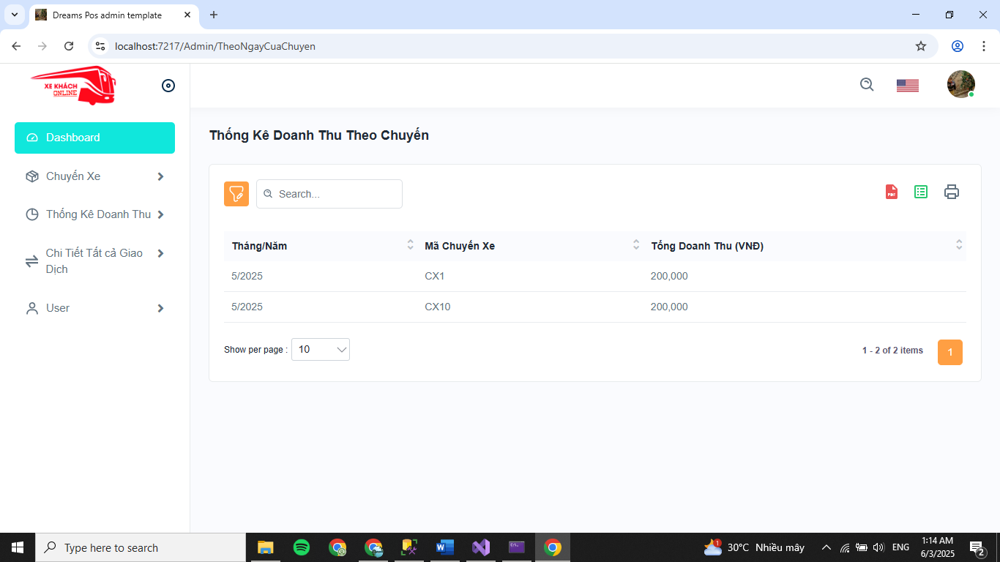 Dreams Pos admin template
localhost:7217/Admin/TheoNgayCuaChuyen
XE KHÁCH
ONLINE
Dashboard
Thống Kê Doanh Thu Theo Chuyến
Chuyến Xe
Search...
PDF
Thống Kê Doanh Thu
Tháng/Năm Mã Chuyến Xe Tổng Doanh Thu (VNĐ)
Chi Tiết Tất cả Giao
Dịch
5/2025 CX1 200,000
5/2025 CX10 200,000
User
Show per page : 10 1 - 2 of 2 items 1
Type here to search
1
30°C Nhiều mây
ENG
1:14 AM
6/3/2025
2